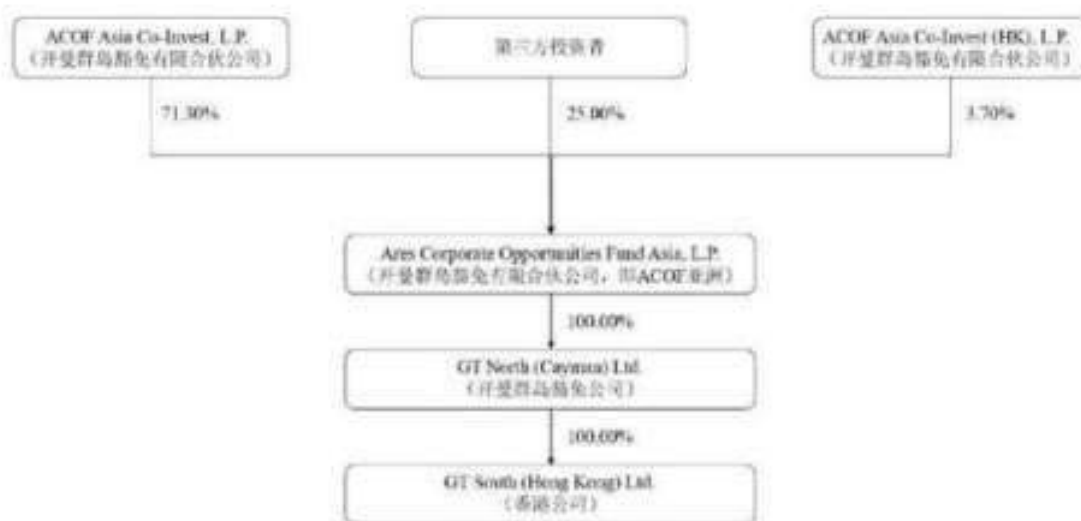 ACOF Asia Co-Invest, L.P.
（开曼群岛豁免有限合伙公司）
第三方投资者
ACOF Asia Co-Invest (HK), L.P.
（开曼群岛豁免有限合伙公司）
71.30%
25.00%
3.70%
Ares Corporate Opportunities Fund Asia, L.P.
（开曼群岛豁免有限合伙公司，即ACOF亚洲）
100.00%
GT North (Cayman) Ltd.
（开曼群岛豁免公司）
100.00%
GT South (Hong Kong) Ltd.
（香港公司）